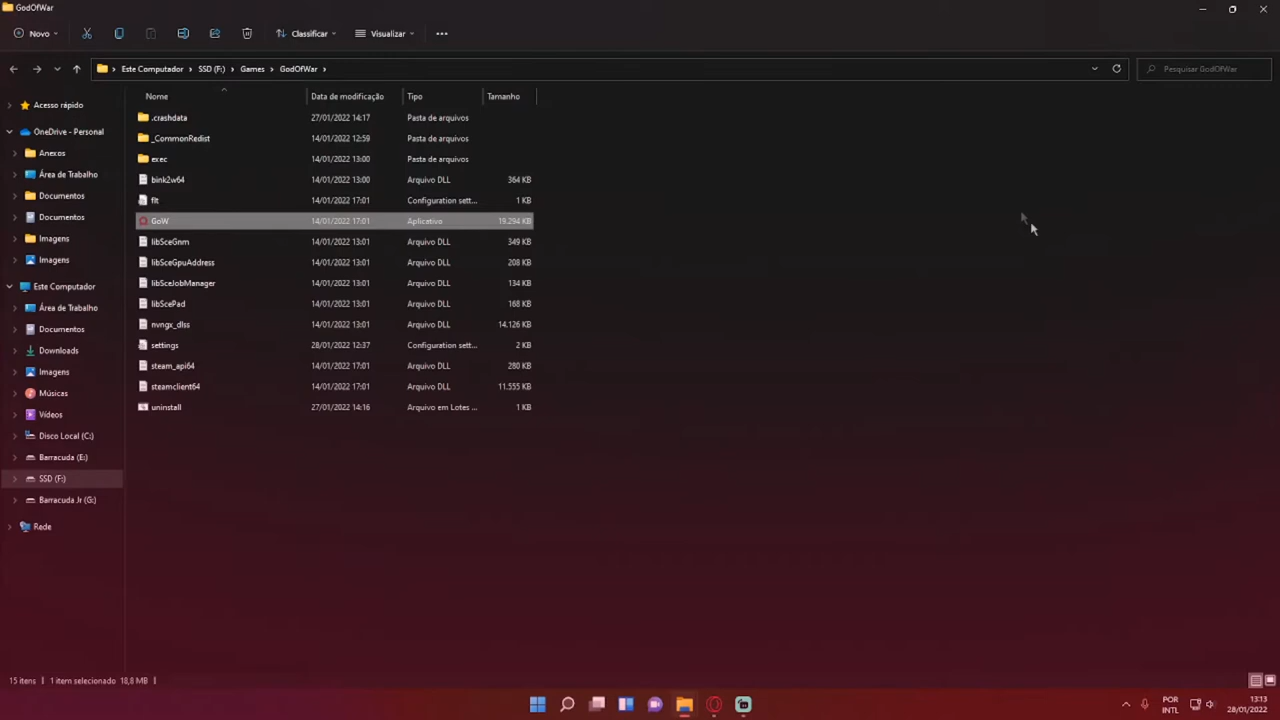 GodOfWar
Novo Classificar Visualizar
Este Computador SSD (F:) Games GodOfWar Pesquisar GodOfWar
Nome Data de modificação Tipo Tamanho
.crashdata 27/01/2022 14:17 Pasta de arquivos
_CommonRedist 14/01/2022 12:59 Pasta de arquivos
exec 14/01/2022 13:00 Pasta de arquivos
bink2w64 14/01/2022 13:00 Arquivo DLL 364 KB
flt 14/01/2022 17:01 Configuration sett... 1 KB
GoW 14/01/2022 17:01 Aplicativo 19.294 KB
libSceGnm 14/01/2022 13:01 Arquivo DLL 349 KB
libSceGpuAddress 14/01/2022 13:01 Arquivo DLL 208 KB
libSceJobManager 14/01/2022 13:01 Arquivo DLL 134 KB
libScePad 14/01/2022 13:01 Arquivo DLL 168 KB
nvngx_dlss 14/01/2022 13:01 Arquivo DLL 14.126 KB
settings 28/01/2022 12:37 Configuration sett... 2 KB
steam_api64 14/01/2022 17:01 Arquivo DLL 280 KB
steamclient64 14/01/2022 17:01 Arquivo DLL 11.555 KB
uninstall 27/01/2022 14:16 Arquivo em Lotes ... 1 KB
Acesso rápido
OneDrive - Personal
Anexos
Área de Trabalho
Documentos
Documentos
Imagens
Imagens
Este Computador
Área de Trabalho
Documentos
Downloads
Imagens
Músicas
Vídeos
Disco Local (C:)
Barracuda (E:)
SSD (F:)
Barracuda Jr (G:)
Rede
15 itens 1 item selecionado 18,8 MB
POR
INTL
13:13
28/01/2022